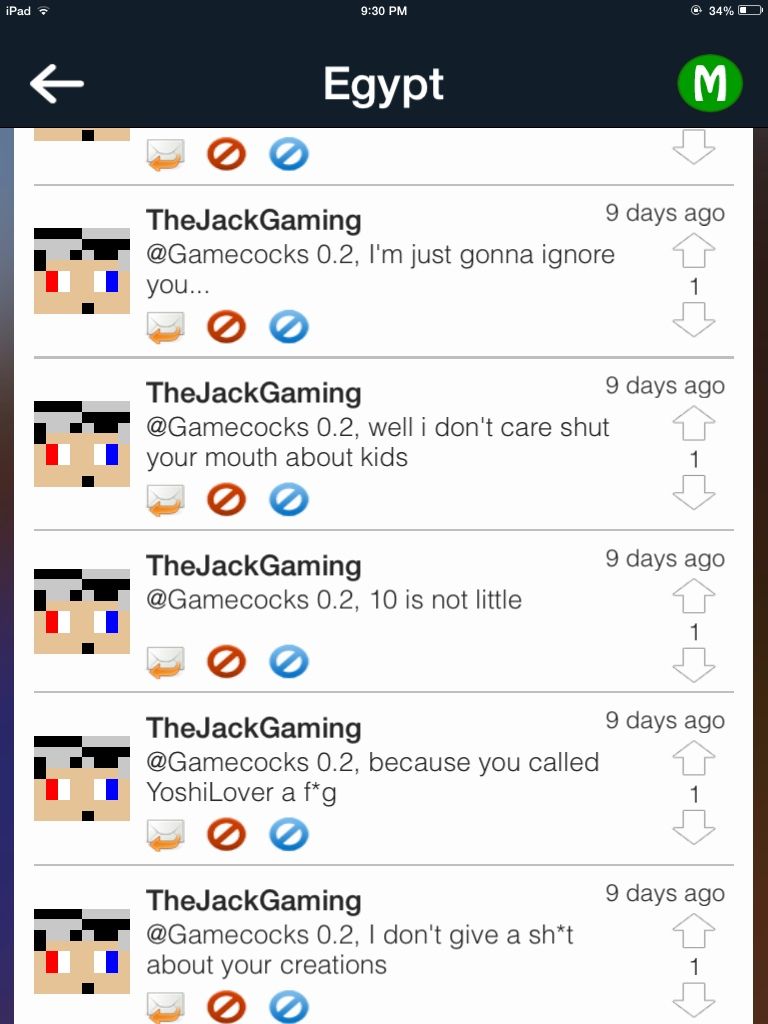 iPad 9:30 PM 34%
Egypt M
TheJackGaming 9 days ago
@Gamecocks 0.2, I'm just gonna ignore
you...
1
TheJackGaming 9 days ago
@Gamecocks 0.2, well i don't care shut
your mouth about kids
1
TheJackGaming 9 days ago
@Gamecocks 0.2, 10 is not little
1
TheJackGaming 9 days ago
@Gamecocks 0.2, because you called
YoshiLover a f*g
1
TheJackGaming 9 days ago
@Gamecocks 0.2, I don't give a sh*t
about your creations
1